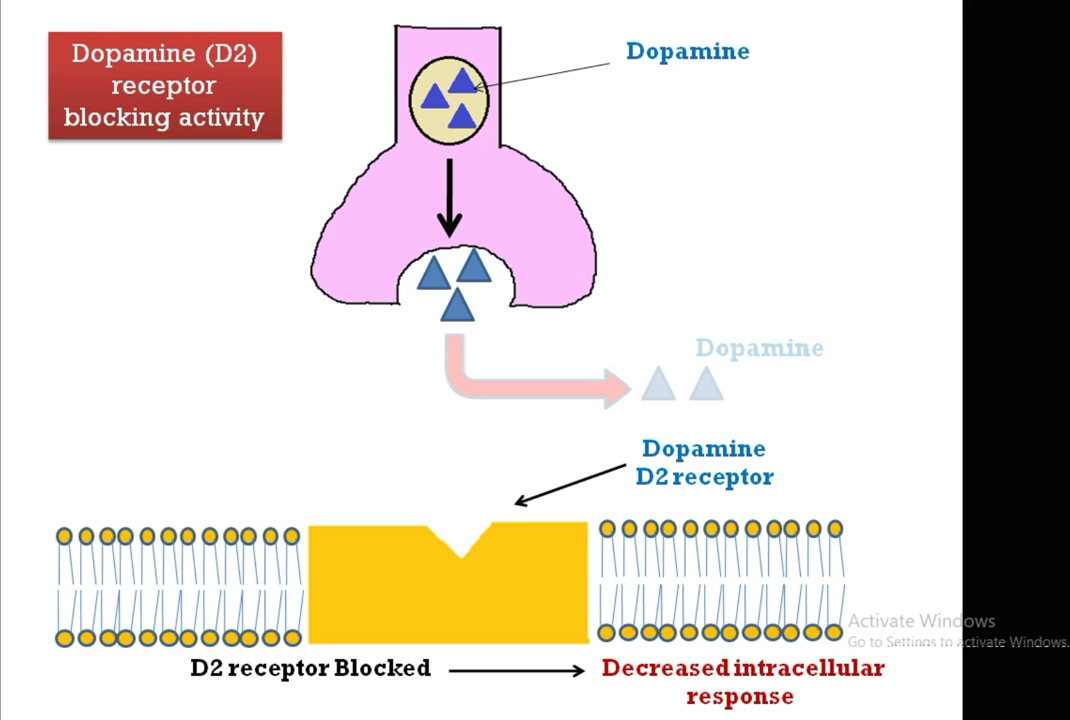 Dopamine (D2)
receptor
blocking activity
Dopamine
Dopamine
Dopamine
D2 receptor
Activate Windows
Go to Settings to activate Windows.
D2 receptor Blocked
Decreased intracellular
response